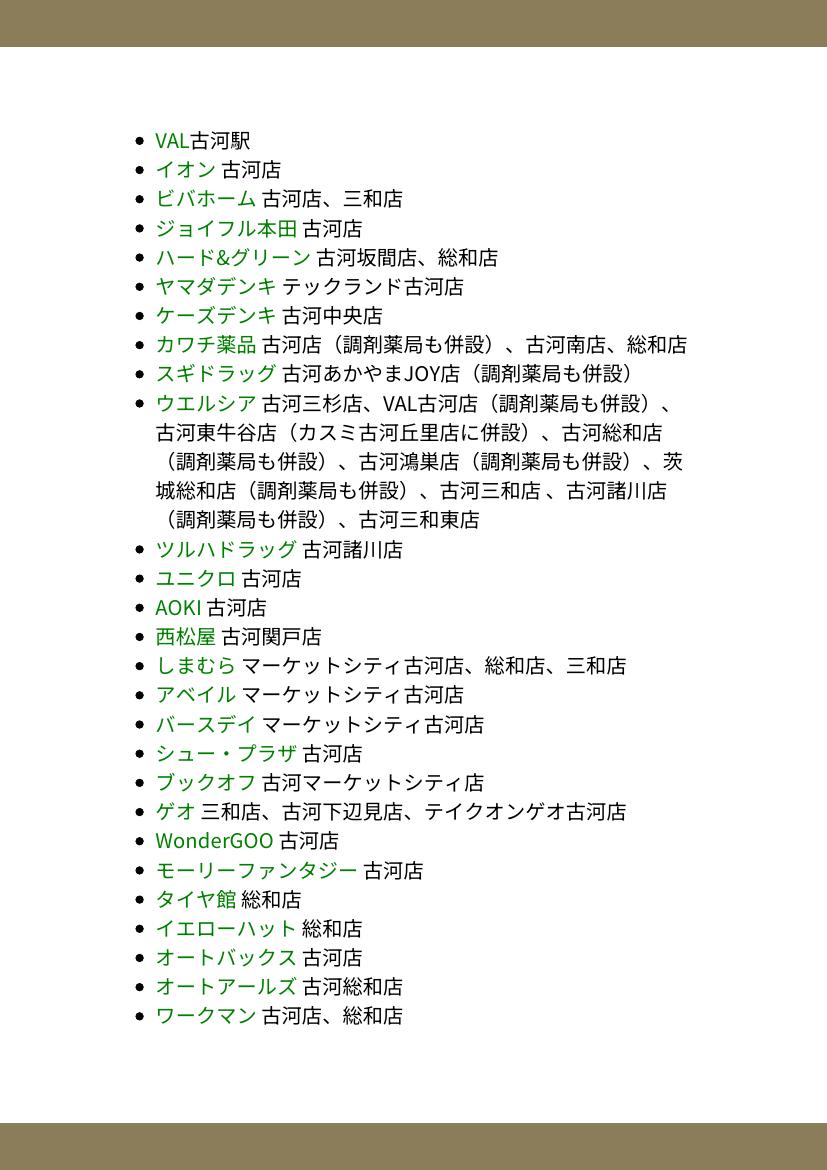 • VAL古河駅
• イオン 古河店
• ビバホーム 古河店、三和店
• ジョイフル本田 古河店
• ハード&グリーン 古河坂間店、総和店
• ヤマダデンキ テックランド古河店
• ケーズデンキ 古河中央店
• カワチ薬品 古河店（調剤薬局も併設）、古河南店、総和店
• スギドラッグ 古河あかやまJOY店（調剤薬局も併設）
• ウエルシア 古河三杉店、VAL古河店（調剤薬局も併設）、
古河東牛谷店（カスミ古河丘里店に併設）、古河総和店
（調剤薬局も併設）、古河鴻巣店（調剤薬局も併設）、茨
城総和店（調剤薬局も併設）、古河三和店 、古河諸川店
（調剤薬局も併設）、古河三和東店
• ツルハドラッグ 古河諸川店
• ユニクロ 古河店
• AOKI 古河店
• 西松屋 古河関戸店
• しまむら マーケットシティ古河店、総和店、三和店
• アベイル マーケットシティ古河店
• バースデイ マーケットシティ古河店
• シュー・プラザ 古河店
• ブックオフ 古河マーケットシティ店
• ゲオ 三和店、古河下辺見店、テイクオンゲオ古河店
• WonderGOO 古河店
• モーリーファンタジー 古河店
• タイヤ館 総和店
• イエローハット 総和店
• オートバックス 古河店
• オートアールズ 古河総和店
• ワークマン 古河店、総和店